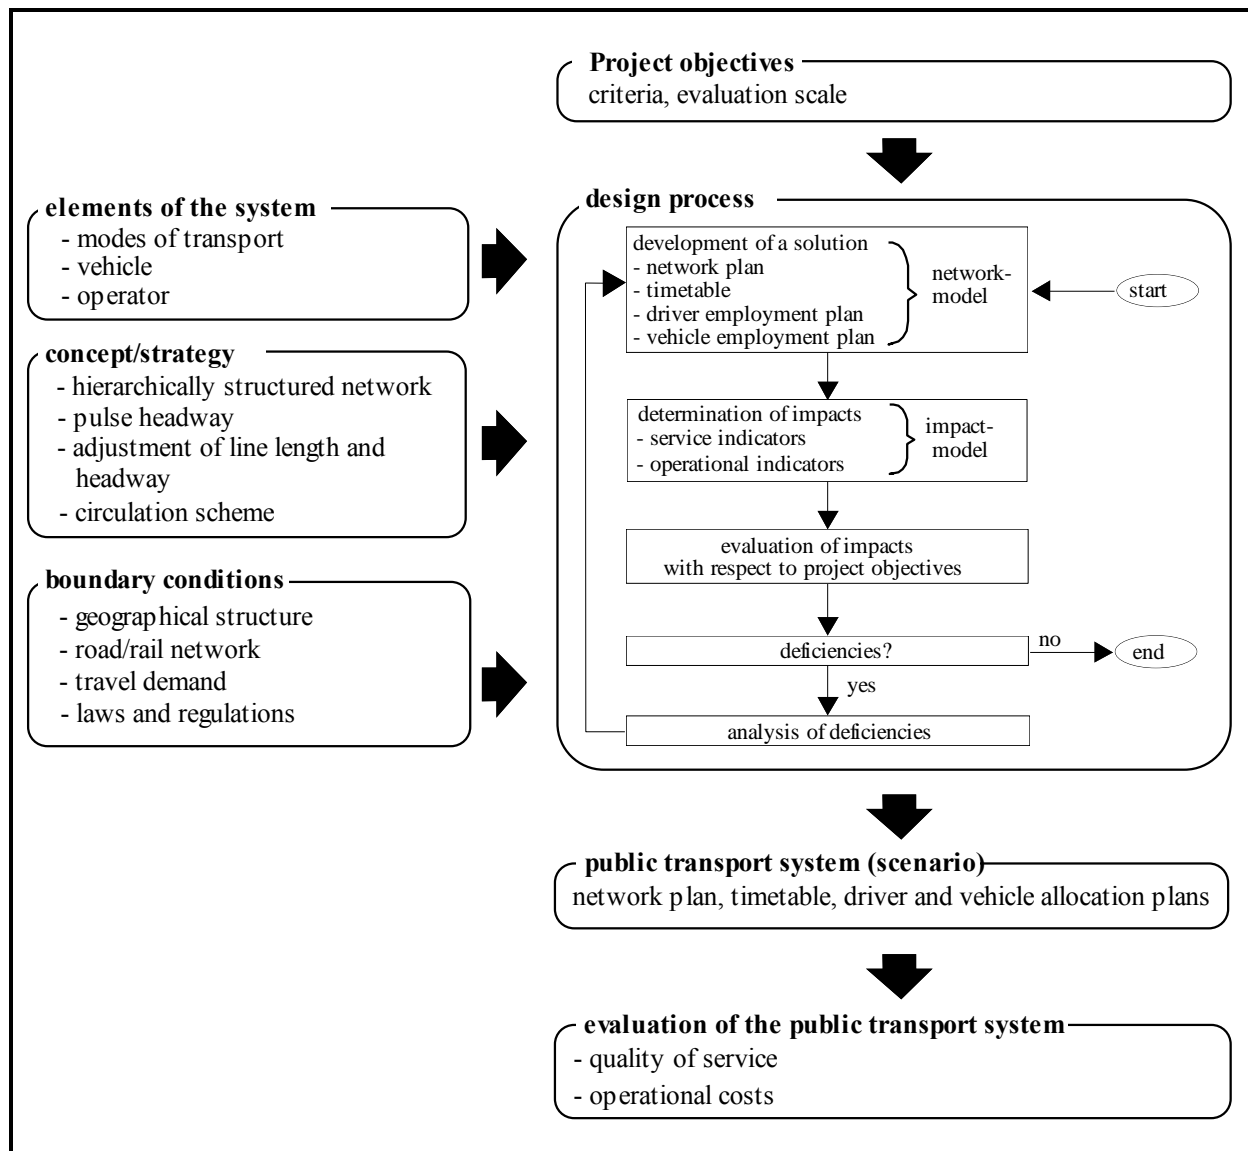 Project objectives
criteria, evaluation scale
elements of the system
- modes of transport
- vehicle
- operator
concept/strategy
- hierarchically structured network
- pulse headway
- adjustment of line length and
headway
- circulation scheme
boundary conditions
- geographical structure
- road/rail network
- travel demand
- laws and regulations
design process
development of a solution
- network plan
- timetable
- driver employment plan
- vehicle employment plan
network-
model
start
determination of impacts
- service indicators
- operational indicators
impact-
model
evaluation of impacts
with respect to project objectives
deficiencies?
no
end
yes
analysis of deficiencies
public transport system (scenario)
network plan, timetable, driver and vehicle allocation plans
evaluation of the public transport system
- quality of service
- operational costs